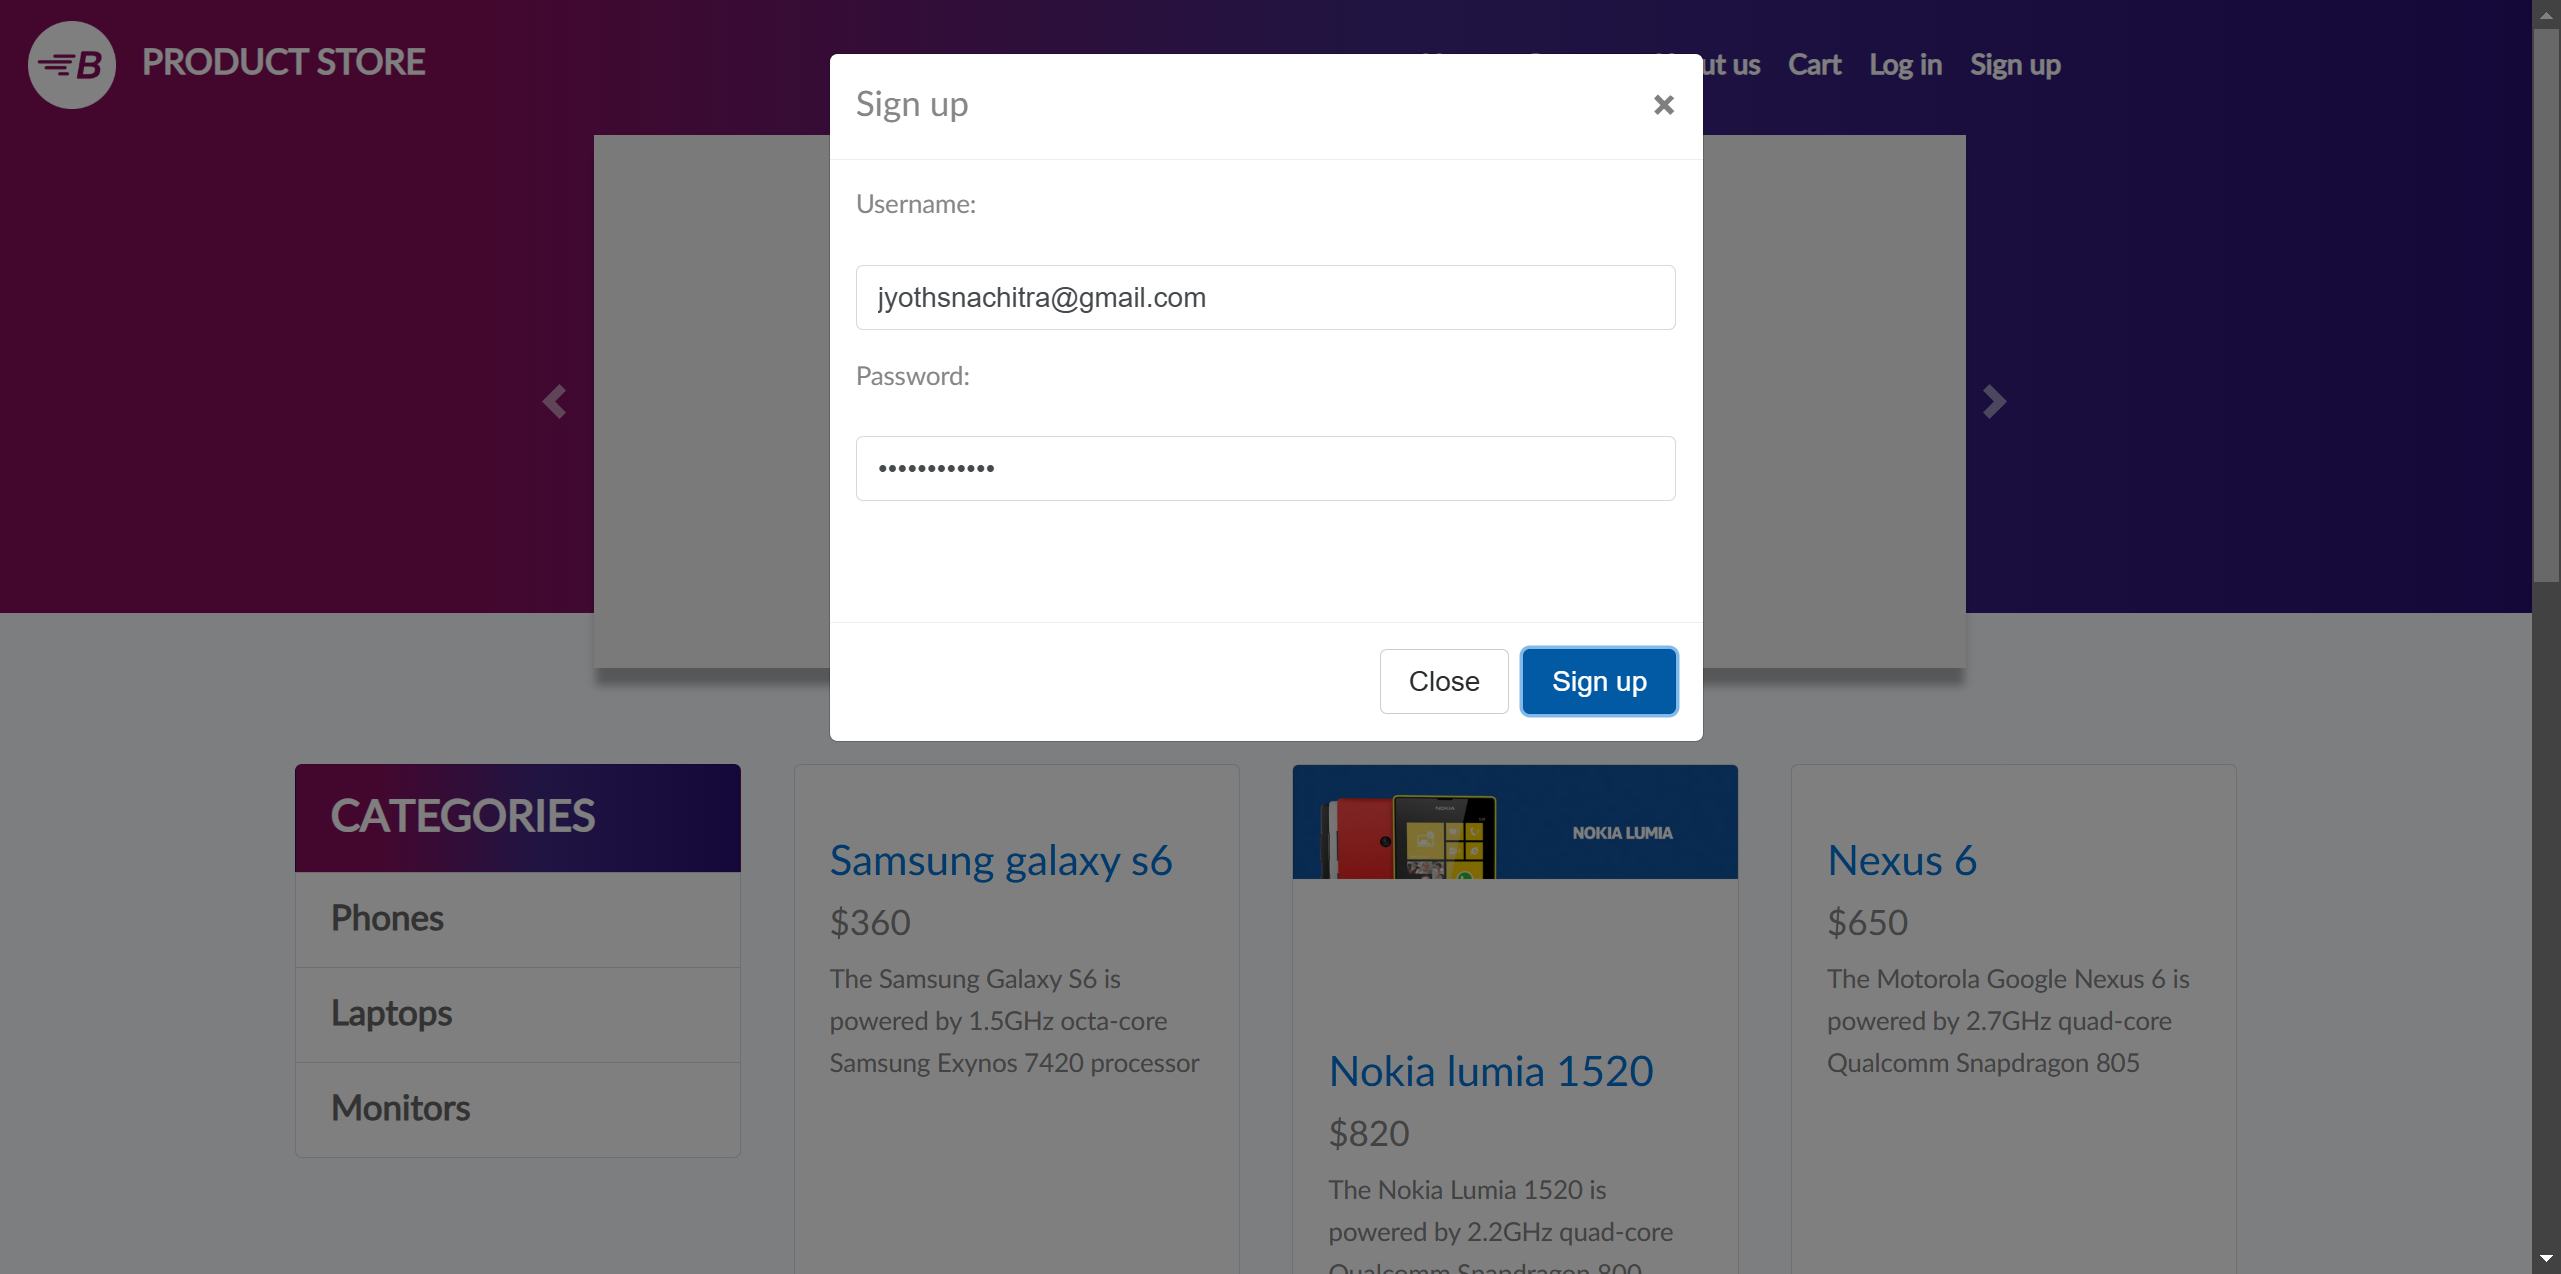 B PRODUCT STORE
ut us Cart Log in Sign up
Sign up
×
Username:
jyothsnachitra@gmail.com
Password:
••••••••••••
Close Sign up
CATEGORIES
Phones
Laptops
Monitors
Samsung galaxy s6
$360
The Samsung Galaxy S6 is
powered by 1.5GHz octa-core
Samsung Exynos 7420 processor
NOKIA
NOKIA LUMIA
Nokia lumia 1520
$820
The Nokia Lumia 1520 is
powered by 2.2GHz quad-core
Qualcomm Snapdragon 800
Nexus 6
$650
The Motorola Google Nexus 6 is
powered by 2.7GHz quad-core
Qualcomm Snapdragon 805